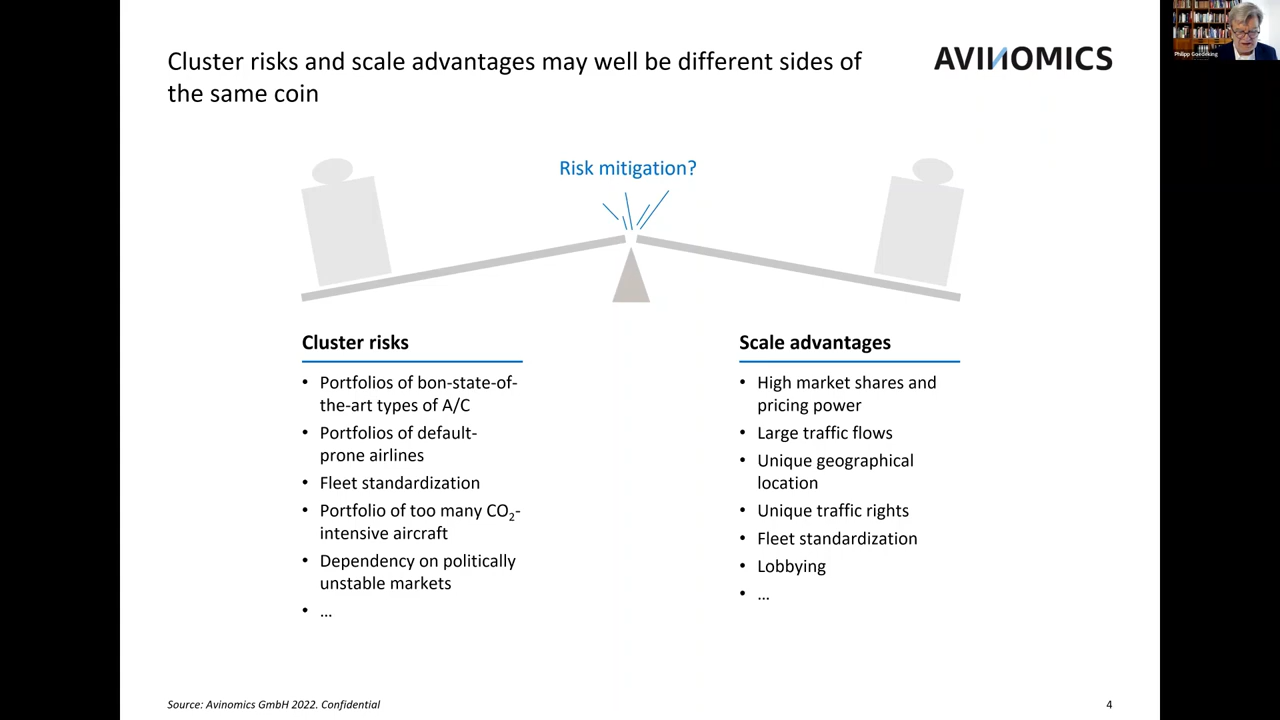 Cluster risks and scale advantages may well be different sides of
the same coin
AVINOMICS
Philipp Goedeking
Risk mitigation?
Cluster risks
• Portfolios of bon-state-of-
the-art types of A/C
• Portfolios of default-
prone airlines
• Fleet standardization
• Portfolio of too many CO₂-
intensive aircraft
• Dependency on politically
unstable markets
• ...
Scale advantages
• High market shares and
pricing power
• Large traffic flows
• Unique geographical
location
• Unique traffic rights
• Fleet standardization
• Lobbying
• ...
Source: Avinomics GmbH 2022. Confidential
4